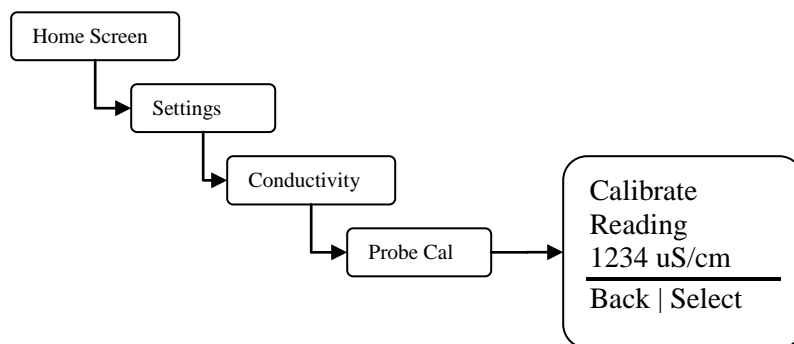 Home Screen
Settings
Conductivity
Probe Cal
Calibrate
Reading
1234 uS/cm
Back | Select